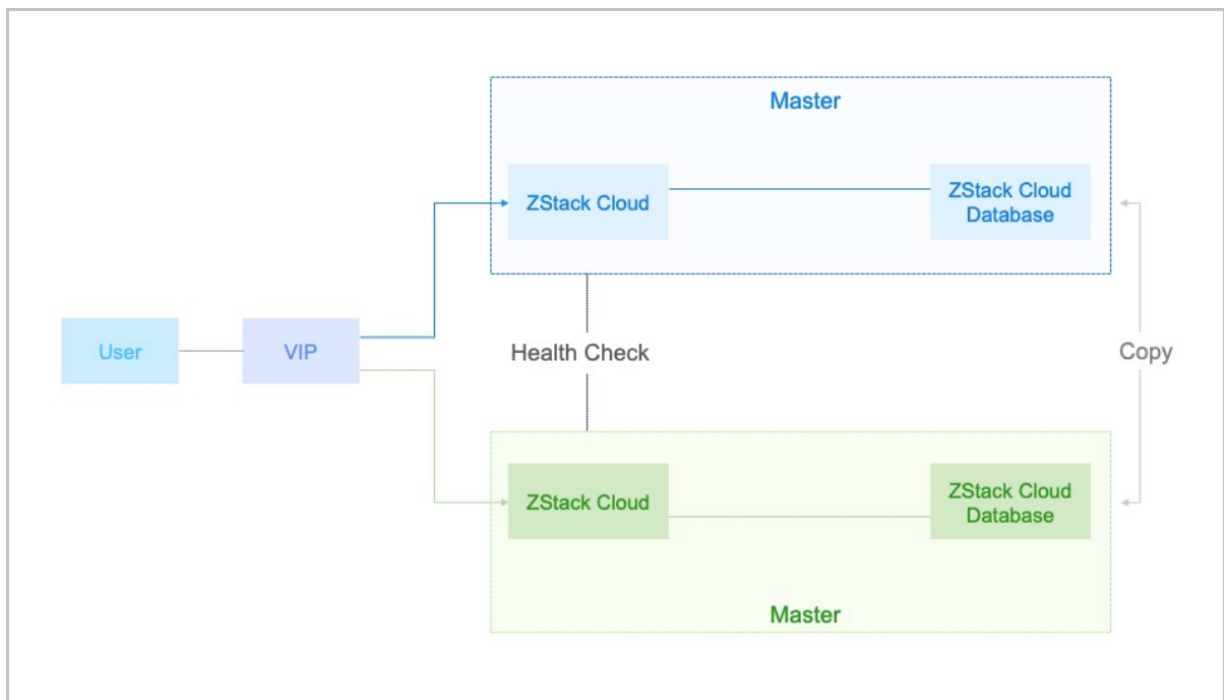 Master
ZStack Cloud
ZStack Cloud
Database
User
VIP
Health Check
Copy
ZStack Cloud
ZStack Cloud
Database
Master